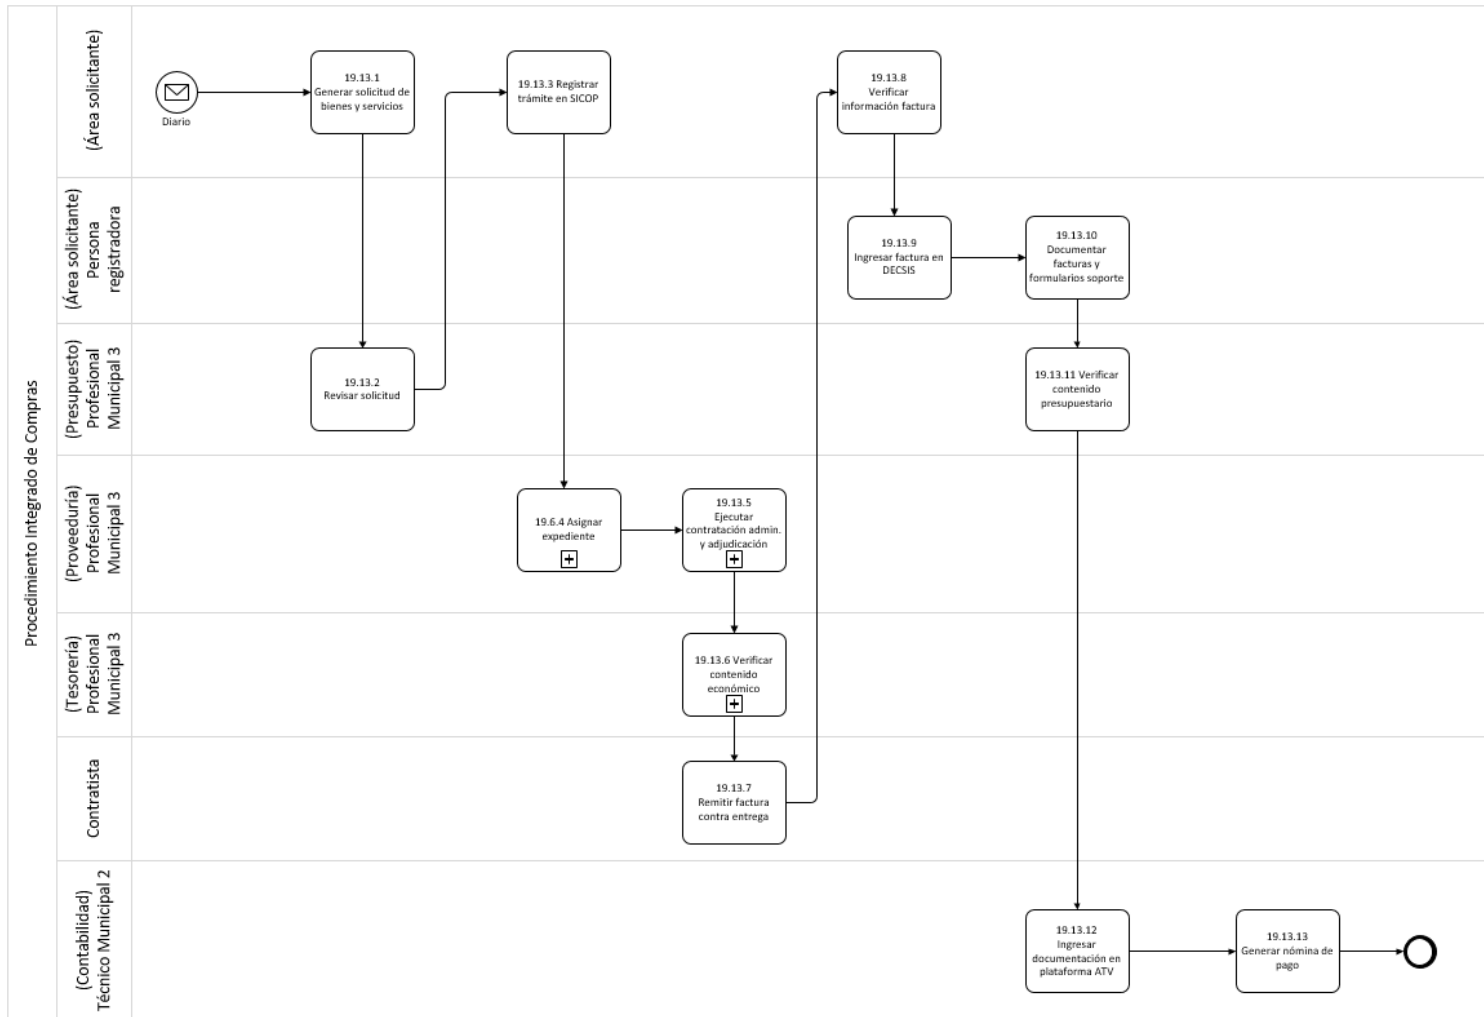 Procedimiento Integrado de Compras
(Área solicitante)
Diario
19.13.1
Generar solicitud de
bienes y servicios
19.13.3 Registrar
trámite en SICOP
19.13.8
Verificar
información factura
(Área solicitante)
Persona
registradora
19.13.9
Ingresar factura en
DECSIS
19.13.10
Documentar
facturas y
formularios soporte
(Presupuesto)
Profesional
Municipal 3
19.13.2
Revisar solicitud
19.13.11 Verificar
contenido
presupuestario
(Proveeduría)
Profesional
Municipal 3
19.6.4 Asignar
expediente
19.13.5
Ejecutar
contratación admin.
y adjudicación
(Tesorería)
Profesional
Municipal 3
19.13.6 Verificar
contenido
económico
Contratista
19.13.7
Remitir factura
contra entrega
(Contabilidad)
Técnico Municipal 2
19.13.12
Ingresar
documentación en
plataforma ATV
19.13.13
Generar nómina de
pago